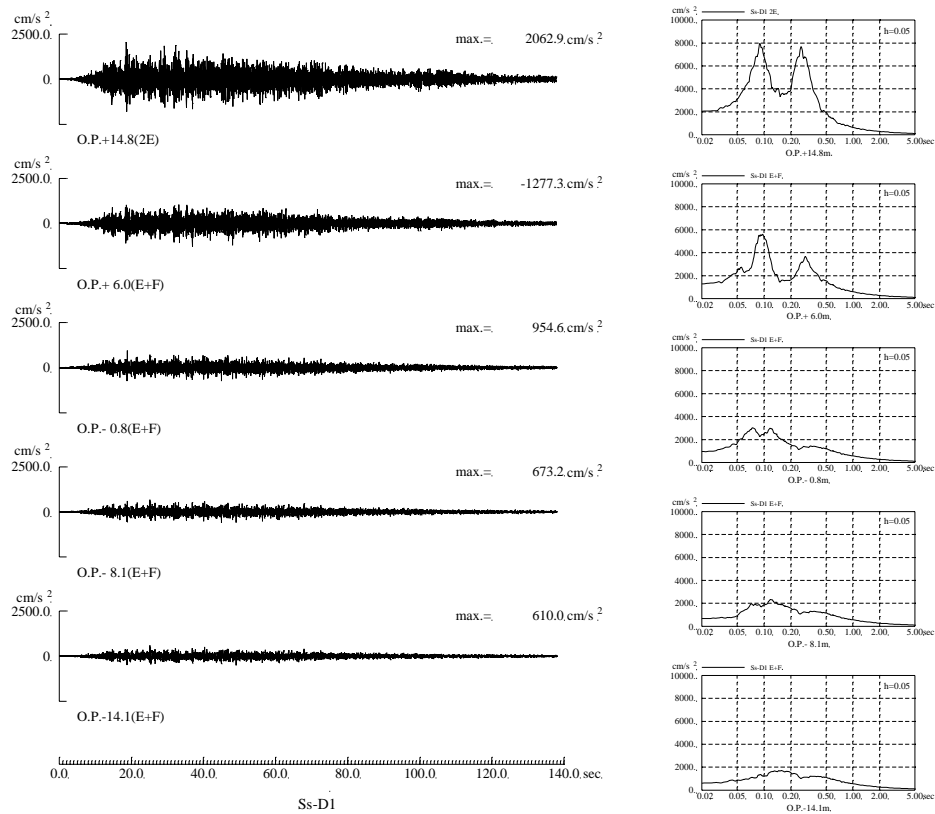 cm/s 2.
2500.0.
0.
max.=. 2062.9.cm/s.2
O.P.+14.8(2E)
cm/s 2.
2500.0.
0.
max.=. -1277.3.cm/s.2
O.P.+ 6.0(E+F)
cm/s 2.
2500.0.
0.
max.=. 954.6.cm/s.2
O.P.- 0.8(E+F)
cm/s 2.
2500.0.
0.
max.=. 673.2.cm/s.2
O.P.- 8.1(E+F)
cm/s 2.
2500.0.
0.
max.=. 610.0.cm/s.2
O.P.-14.1(E+F)
0.0. 20.0. 40.0. 60.0. 80.0. 100.0. 120.0. 140.0.sec.
Ss-D1
cm/s 2. Ss-D1 2E.
10000..
h=0.05
8000..
6000..
4000..
2000..
0..
0.02 0.05. 0.10. 0.20. 0.50. 1.00. 2.00. 5.00sec
O.P.+14.8m.
cm/s 2. Ss-D1 E+F.
10000..
h=0.05
8000..
6000..
4000..
2000..
0..
0.02 0.05. 0.10. 0.20. 0.50. 1.00. 2.00. 5.00sec
O.P.+ 6.0m.
cm/s 2. Ss-D1 E+F.
10000..
h=0.05
8000..
6000..
4000..
2000..
0..
0.02 0.05. 0.10. 0.20. 0.50. 1.00. 2.00. 5.00sec
O.P.- 0.8m.
cm/s 2. Ss-D1 E+F.
10000..
h=0.05
8000..
6000..
4000..
2000..
0..
0.02 0.05. 0.10. 0.20. 0.50. 1.00. 2.00. 5.00sec
O.P.- 8.1m.
cm/s 2. Ss-D1 E+F.
10000..
h=0.05
8000..
6000..
4000..
2000..
0..
0.02 0.05. 0.10. 0.20. 0.50. 1.00. 2.00. 5.00sec
O.P.-14.1m.